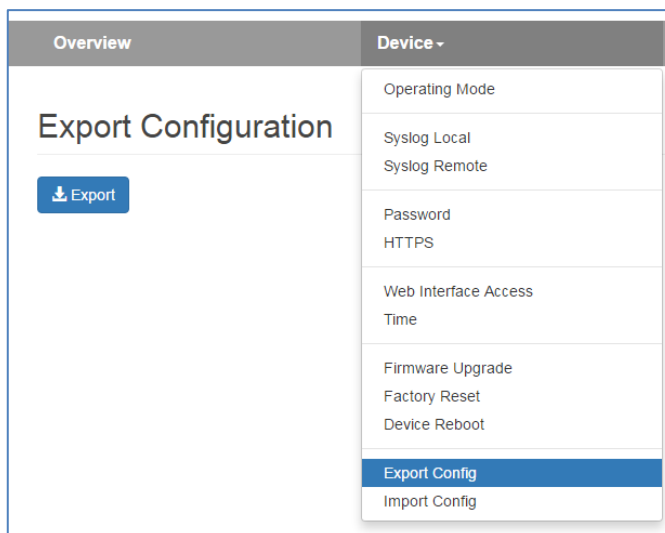 Overview
Device
Export Configuration
Export
Operating Mode
Syslog Local
Syslog Remote
Password
HTTPS
Web Interface Access
Time
Firmware Upgrade
Factory Reset
Device Reboot
Export Config
Import Config